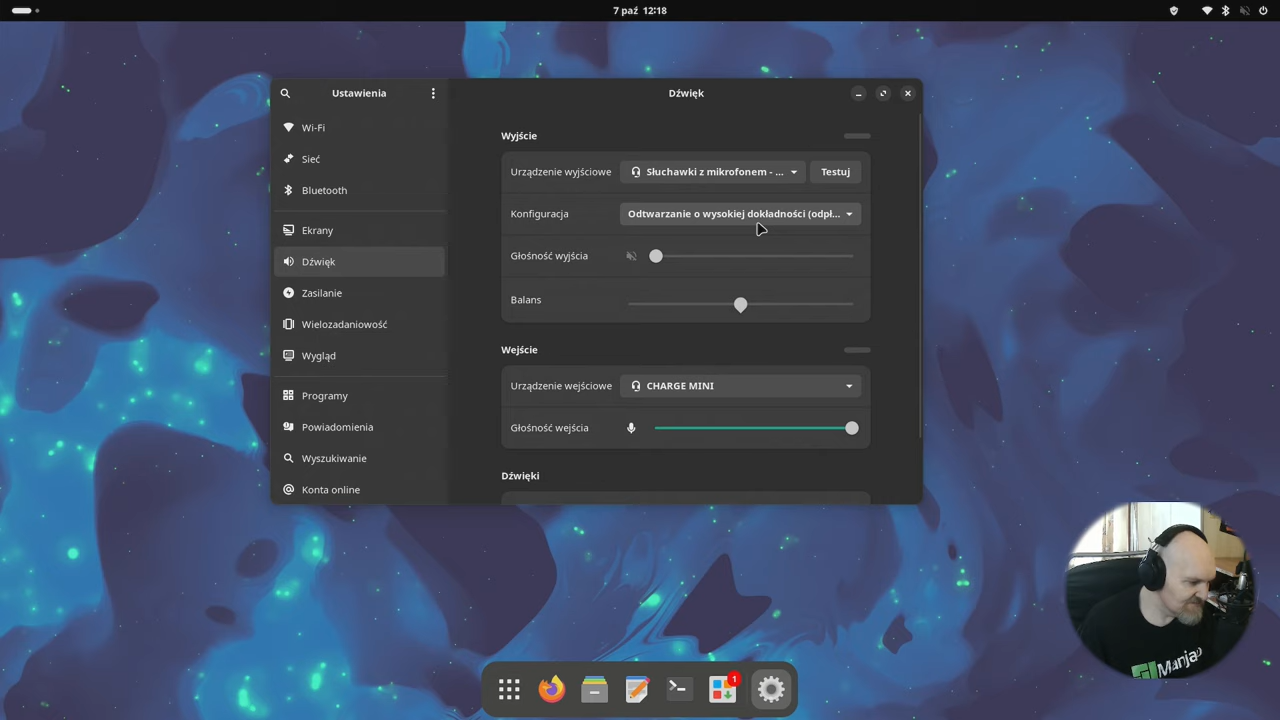 7 paź 12:18
Ustawienia
Dźwięk
Wi-Fi
Sieć
Bluetooth
Ekrany
Dźwięk
Zasilanie
Wielozadaniowość
Wygląd
Programy
Powiadomienia
Wyszukiwanie
Konta online
Wyjście
Urządzenie wyjściowe
Słuchawki z mikrofonem - ...
Testuj
Konfiguracja
Odtwarzanie o wysokiej dokładności (odpł...
Głośność wyjścia
Balans
Wejście
Urządzenie wejściowe
CHARGE MINI
Głośność wejścia
Dźwięki
1
Manja